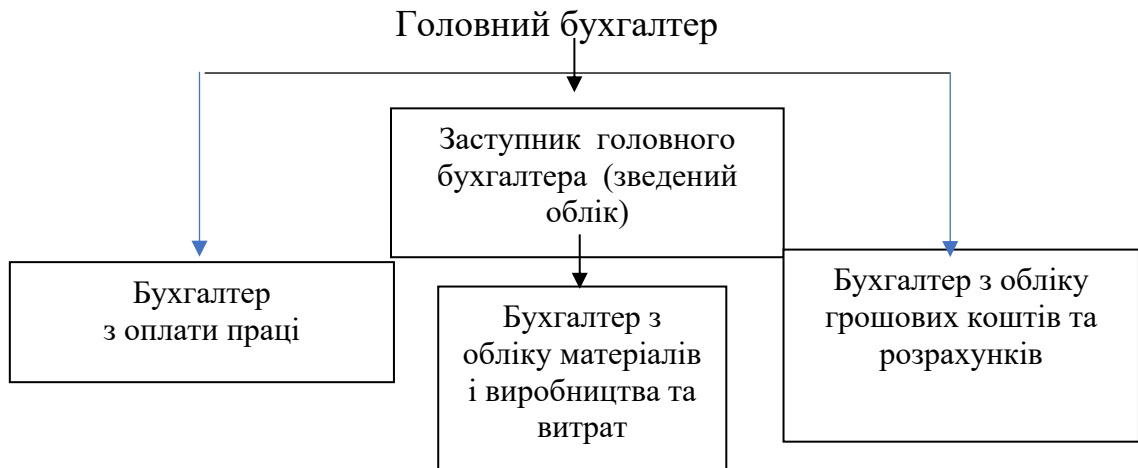 Головний бухгалтер
Заступник головного
бухгалтера (зведений
облік)
Бухгалтер
з оплати праці
Бухгалтер з
обліку матеріалів
і виробництва та
витрат
Бухгалтер з обліку
грошових коштів та
розрахунків